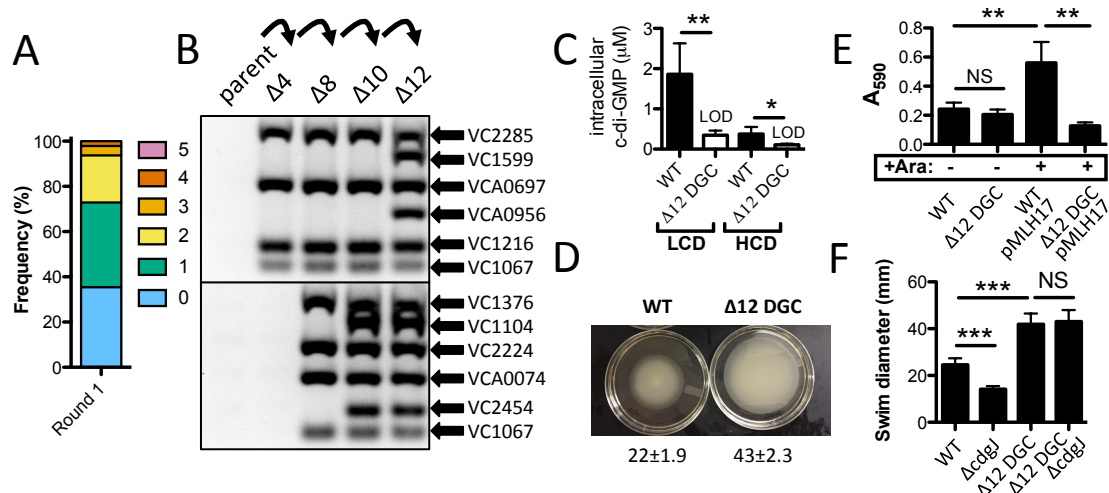 A
100
80
60
40
20
0
Frequency (%)
Round 1
5
4
3
2
1
0
B
parent
Δ4
Δ8
Δ10
Δ12
VC2285
VC1599
VCA0697
VCA0956
VC1216
VC1067
VC1376
VC1104
VC2224
VCA0074
VC2454
VC1067
C
intracellular
c-di-GMP (μM)
3
2
1
0
**
LOD
*
LOD
WT
Δ12 DGC
WT
Δ12 DGC
LCD
HCD
D
WT
Δ12 DGC
22±1.9
43±2.3
E
A590
0.8
0.6
0.4
0.2
0.0
NS
**
**
+Ara: - - + +
WT
Δ12 DGC
WT
pMLH17
Δ12 DGC
pMLH17
F
Swim diameter (mm)
60
40
20
0
***
***
NS
WT
ΔcdgJ
Δ12 DGC
Δ12 DGC
ΔcdgJ